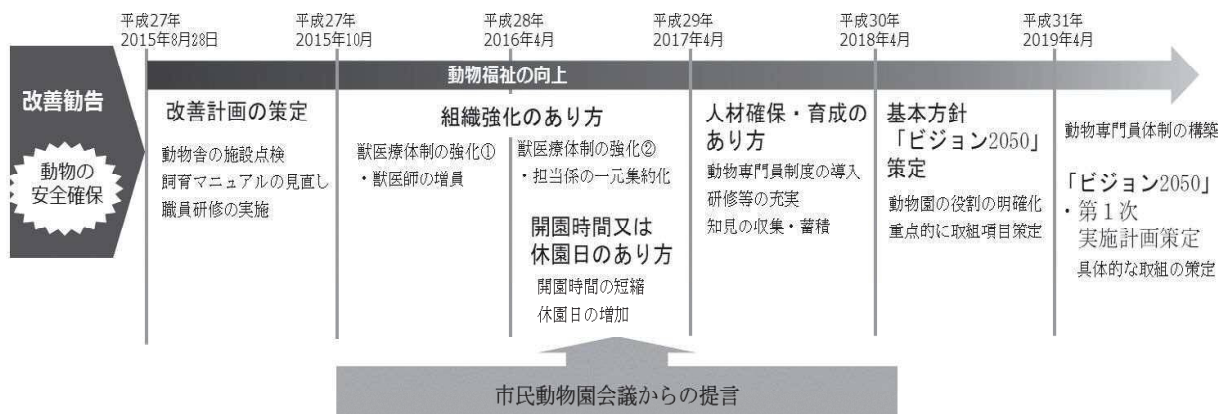 平成27年
2015年8月28日
平成27年
2015年10月
平成28年
2016年4月
平成29年
2017年4月
平成30年
2018年4月
平成31年
2019年4月
動物福祉の向上
改善勧告
動物の
安全確保
改善計画の策定
動物舎の施設点検
飼育マニュアルの見直し
職員研修の実施
組織強化のあり方
獣医療体制の強化①
・獣医師の増員
獣医療体制の強化②
・担当係の一元集約化
開園時間又は
休園日のあり方
開園時間の短縮
休園日の増加
人材確保・育成の
あり方
動物専門員制度の導入
研修等の充実
知見の収集・蓄積
基本方針
「ビジョン2050」
策定
動物園の役割の明確化
重点的に取組項目策定
動物専門員体制の構築
「ビジョン2050」
・第1次
実施計画策定
具体的な取組の策定
市民動物園会議からの提言